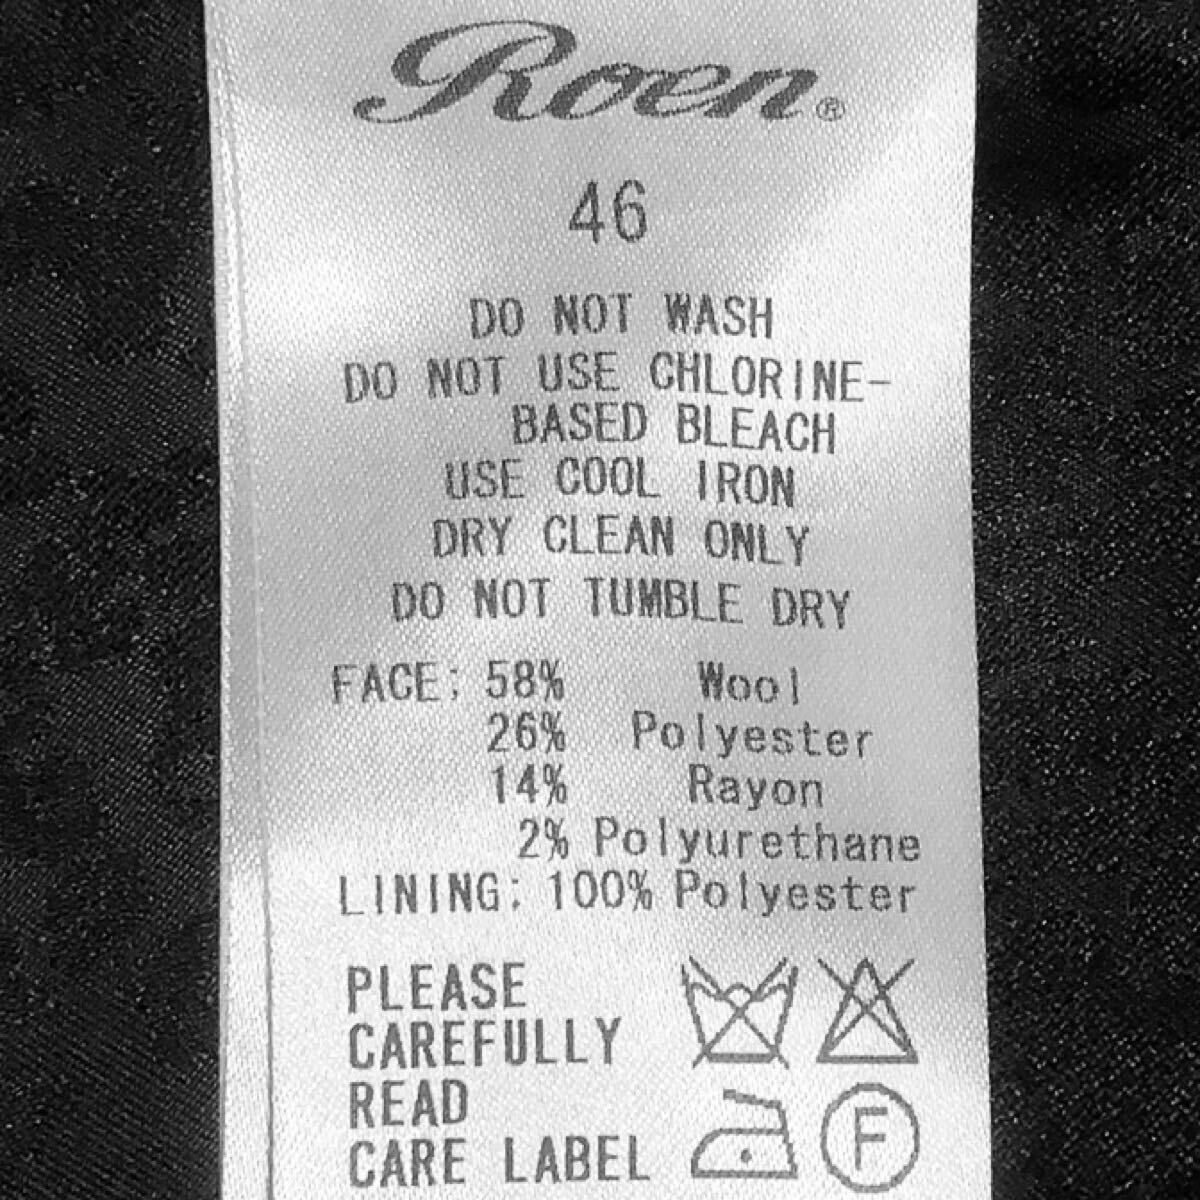 Roen®
46
DO NOT WASH
DO NOT USE CHLORINE-
BASED BLEACH
USE COOL IRON
DRY CLEAN ONLY
DO NOT TUMBLE DRY
FACE: 58% Wool
26% Polyester
14% Rayon
2% Polyurethane
LINING: 100% Polyester
PLEASE
CAREFULLY
READ
CARE LABEL
F